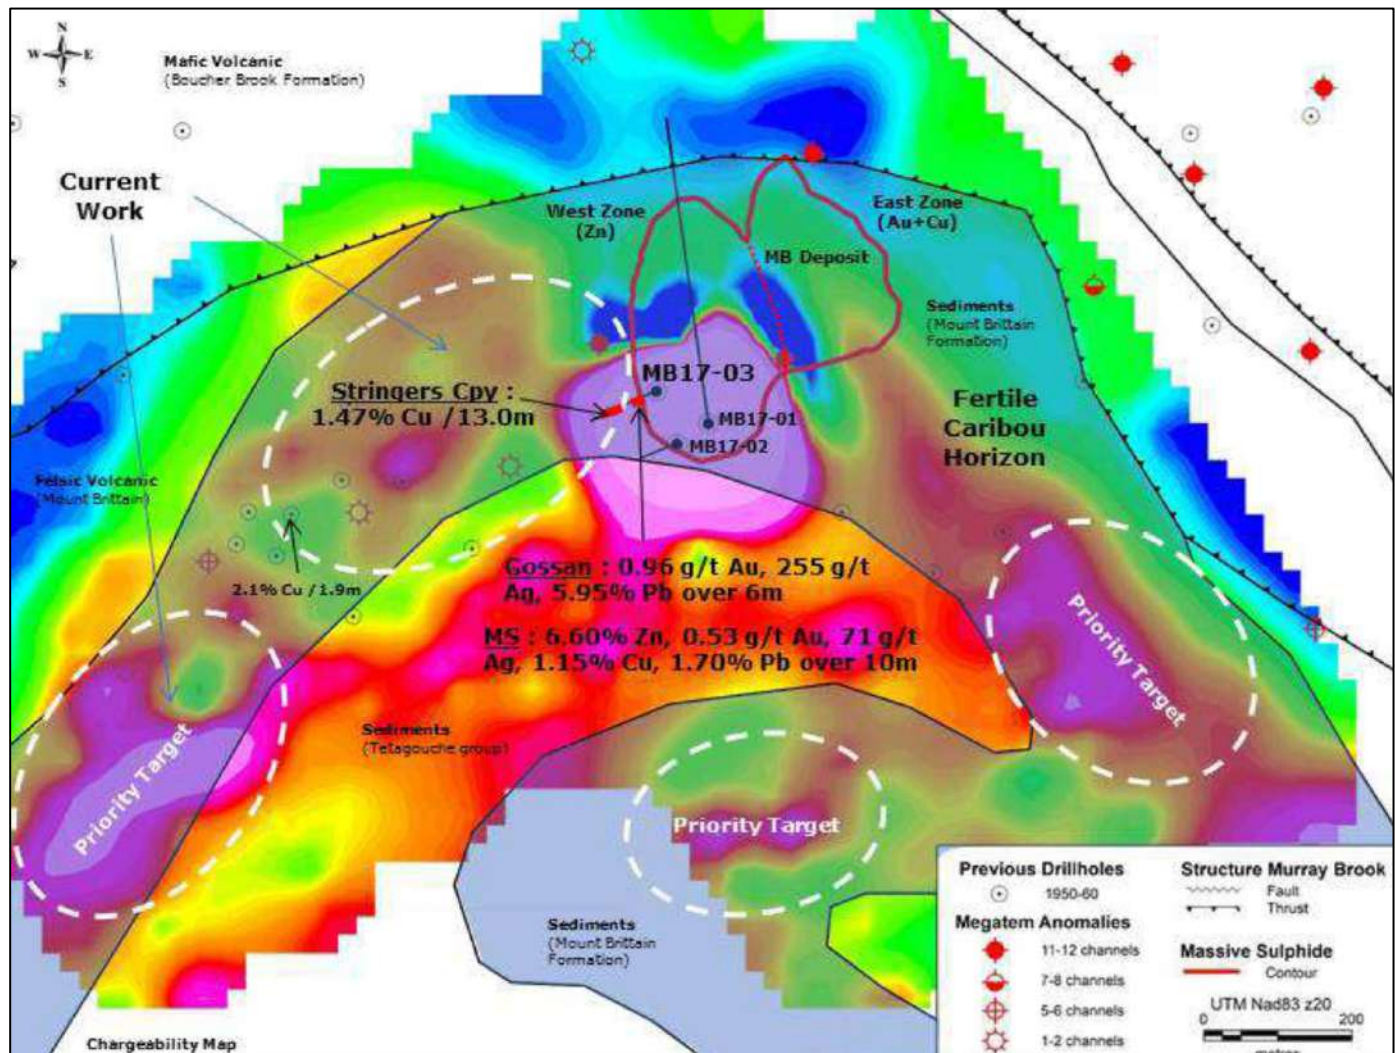 N
W E
S
Mafic Volcanic
(Boucher Brook Formation)
Current
Work
West Zone
(Zn)
East Zone
(Au+Cu)
MB Deposit
Sediments
(Mount Brittain
Formation)
MB17-03
Stringers Cpy :
1.47% Cu /13.0m
MB17-01
MB17-02
Fertile
Caribou
Horizon
Felsic Volcanic
(Mount Brittain)
2.1% Cu /1.9m
Gossan : 0.96 g/t Au, 255 g/t
Ag, 5.95% Pb over 6m
MS : 6.60% Zn, 0.53 g/t Au, 71 g/t
Ag, 1.15% Cu, 1.70% Pb over 10m
Priority Target
Sediments
(Tetagouche group)
Priority Target
Priority Target
Sediments
(Mount Brittain
Formation)
Chargeability Map
Previous Drillholes
1950-60
Megatem Anomalies
11-12 channels
7-8 channels
5-6 channels
1-2 channels
Structure Murray Brook
Fault
Thrust
Massive Sulphide
Contour
UTM Nad83 z20
0 200